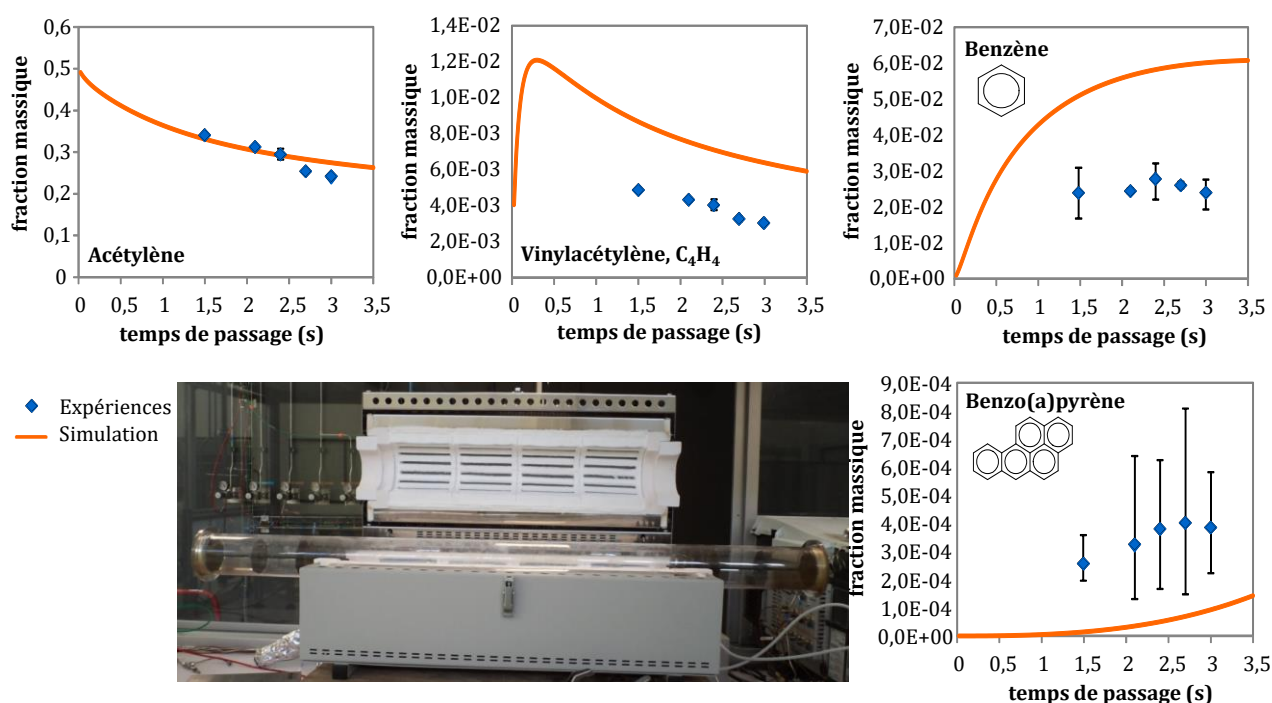 fraction massique
0,6
0,5
0,4
0,3
0,2
0,1
0
Acétylène
0 0,5 1 1,5 2 2,5 3 3,5
temps de passage (s)
fraction massique
1,4E-02
1,2E-02
1,0E-02
8,0E-03
6,0E-03
4,0E-03
2,0E-03
0,0E+00
Vinylacétylène, C₄H₄
0 0,5 1 1,5 2 2,5 3 3,5
temps de passage (s)
fraction massique
7,0E-02
6,0E-02
5,0E-02
4,0E-02
3,0E-02
2,0E-02
1,0E-02
0,0E+00
Benzène
0 0,5 1 1,5 2 2,5 3 3,5
temps de passage (s)
Expériences
Simulation
fraction massique
9,0E-04
8,0E-04
7,0E-04
6,0E-04
5,0E-04
4,0E-04
3,0E-04
2,0E-04
1,0E-04
0,0E+00
Benzo(a)pyrène
0 0,5 1 1,5 2 2,5 3 3,5
temps de passage (s)